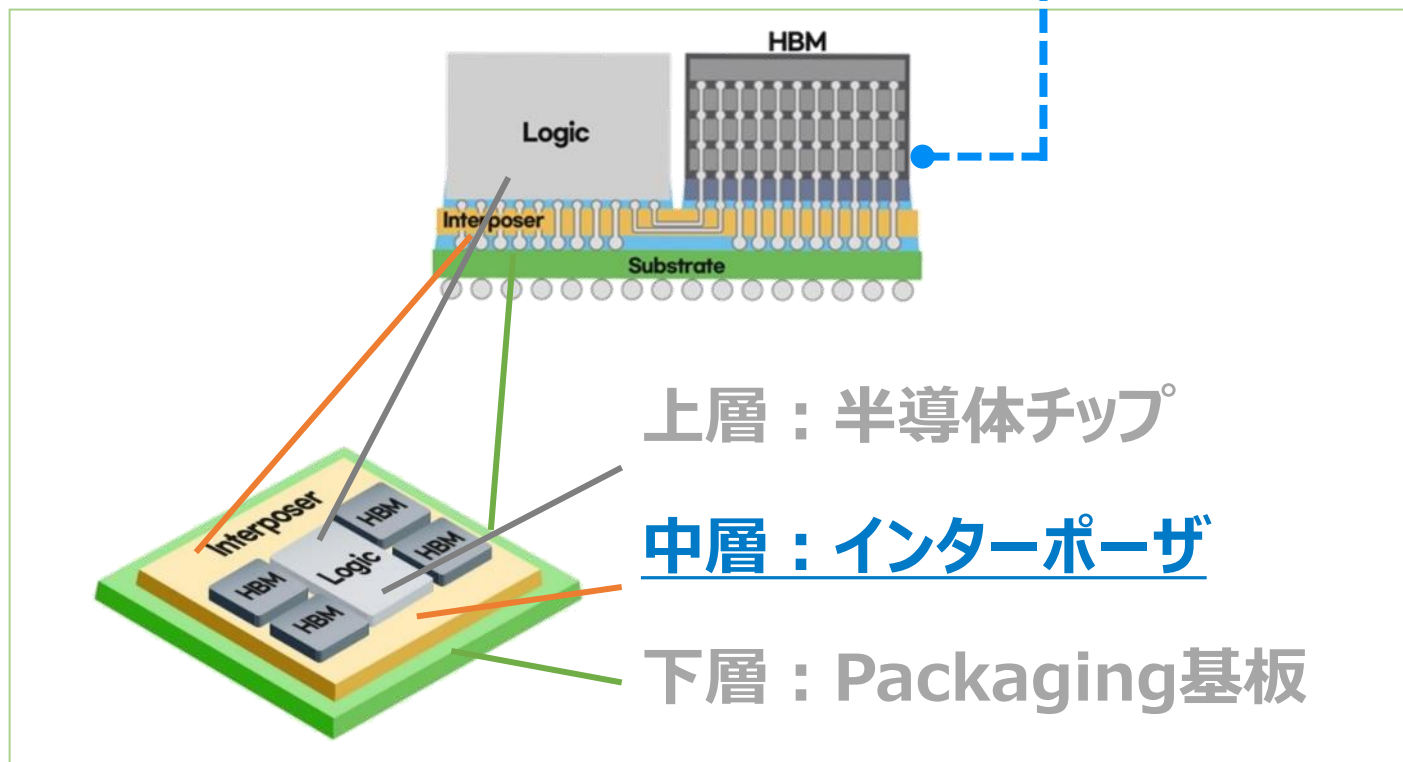 HBM
Logic
Interposer
Substrate
上層：半導体チップ
中層：インターポーザ
下層：Packaging基板
Interposer
HBM
HBM
Logic
HBM
HBM